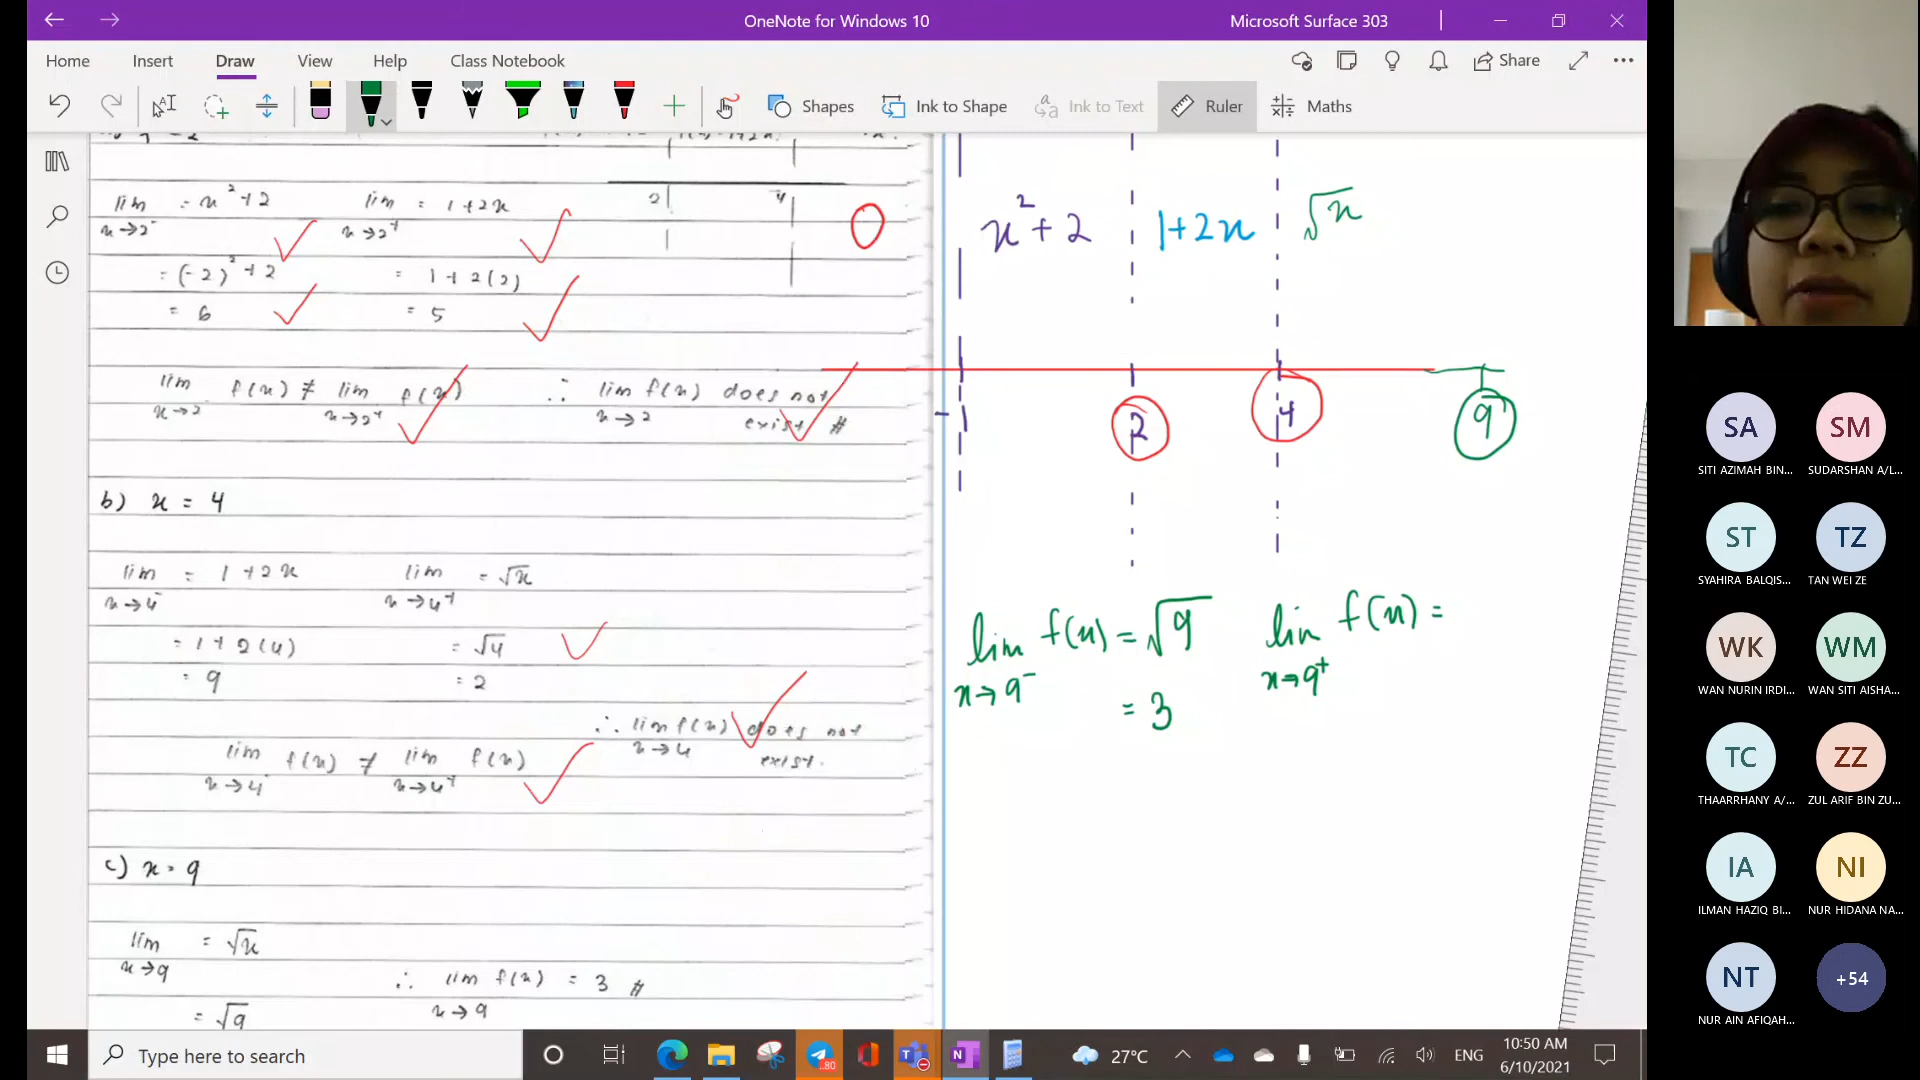 OneNote for Windows 10
Microsoft Surface 303
Home Insert Draw View Help Class Notebook
Share
Shapes
Ink to Shape
Ink to Text
Ruler
Maths
lim = x² + 2
x→2⁻
lim = 1 + 2x
x→2⁺
= (-2)² + 2
= 1 + 2(2)
= 6
= 5
lim f(x) ≠ lim f(x)
x→2⁻ x→2⁺
∴ lim f(x) does not
x→2 exist #
b) x = 4
lim = 1 + 2x
x→4⁻
lim = √x
x→4⁺
= 1 + 2(4)
= √4
= 9
= 2
∴ lim f(x) does not
x→4 exist.
lim f(x) ≠ lim f(x)
x→4⁻ x→4⁺
c) x = 9
lim = √x
x→9
∴ lim f(x) = 3 #
x→9
= √9
2 4
x² + 2 1 + 2x √x
-1 2 4 9
lim f(x) = √9
x→9⁻
= 3
lim f(x) =
x→9⁺
SA
SITI AZIMAH BIN...
SM
SUDARSHAN A/L...
ST
SYAHIRA BALQIS...
TZ
TAN WEI ZE
WK
WAN NURIN IRDI...
WM
WAN SITI AISHA...
TC
THAARRHANY A/...
ZZ
ZUL ARIF BIN ZU...
IA
ILMAN HAZIQ BI...
NI
NUR HIDANA NA...
NT
NUR AIN AFIQAH...
+54
Type here to search
80
27°C
ENG
10:50 AM
6/10/2021